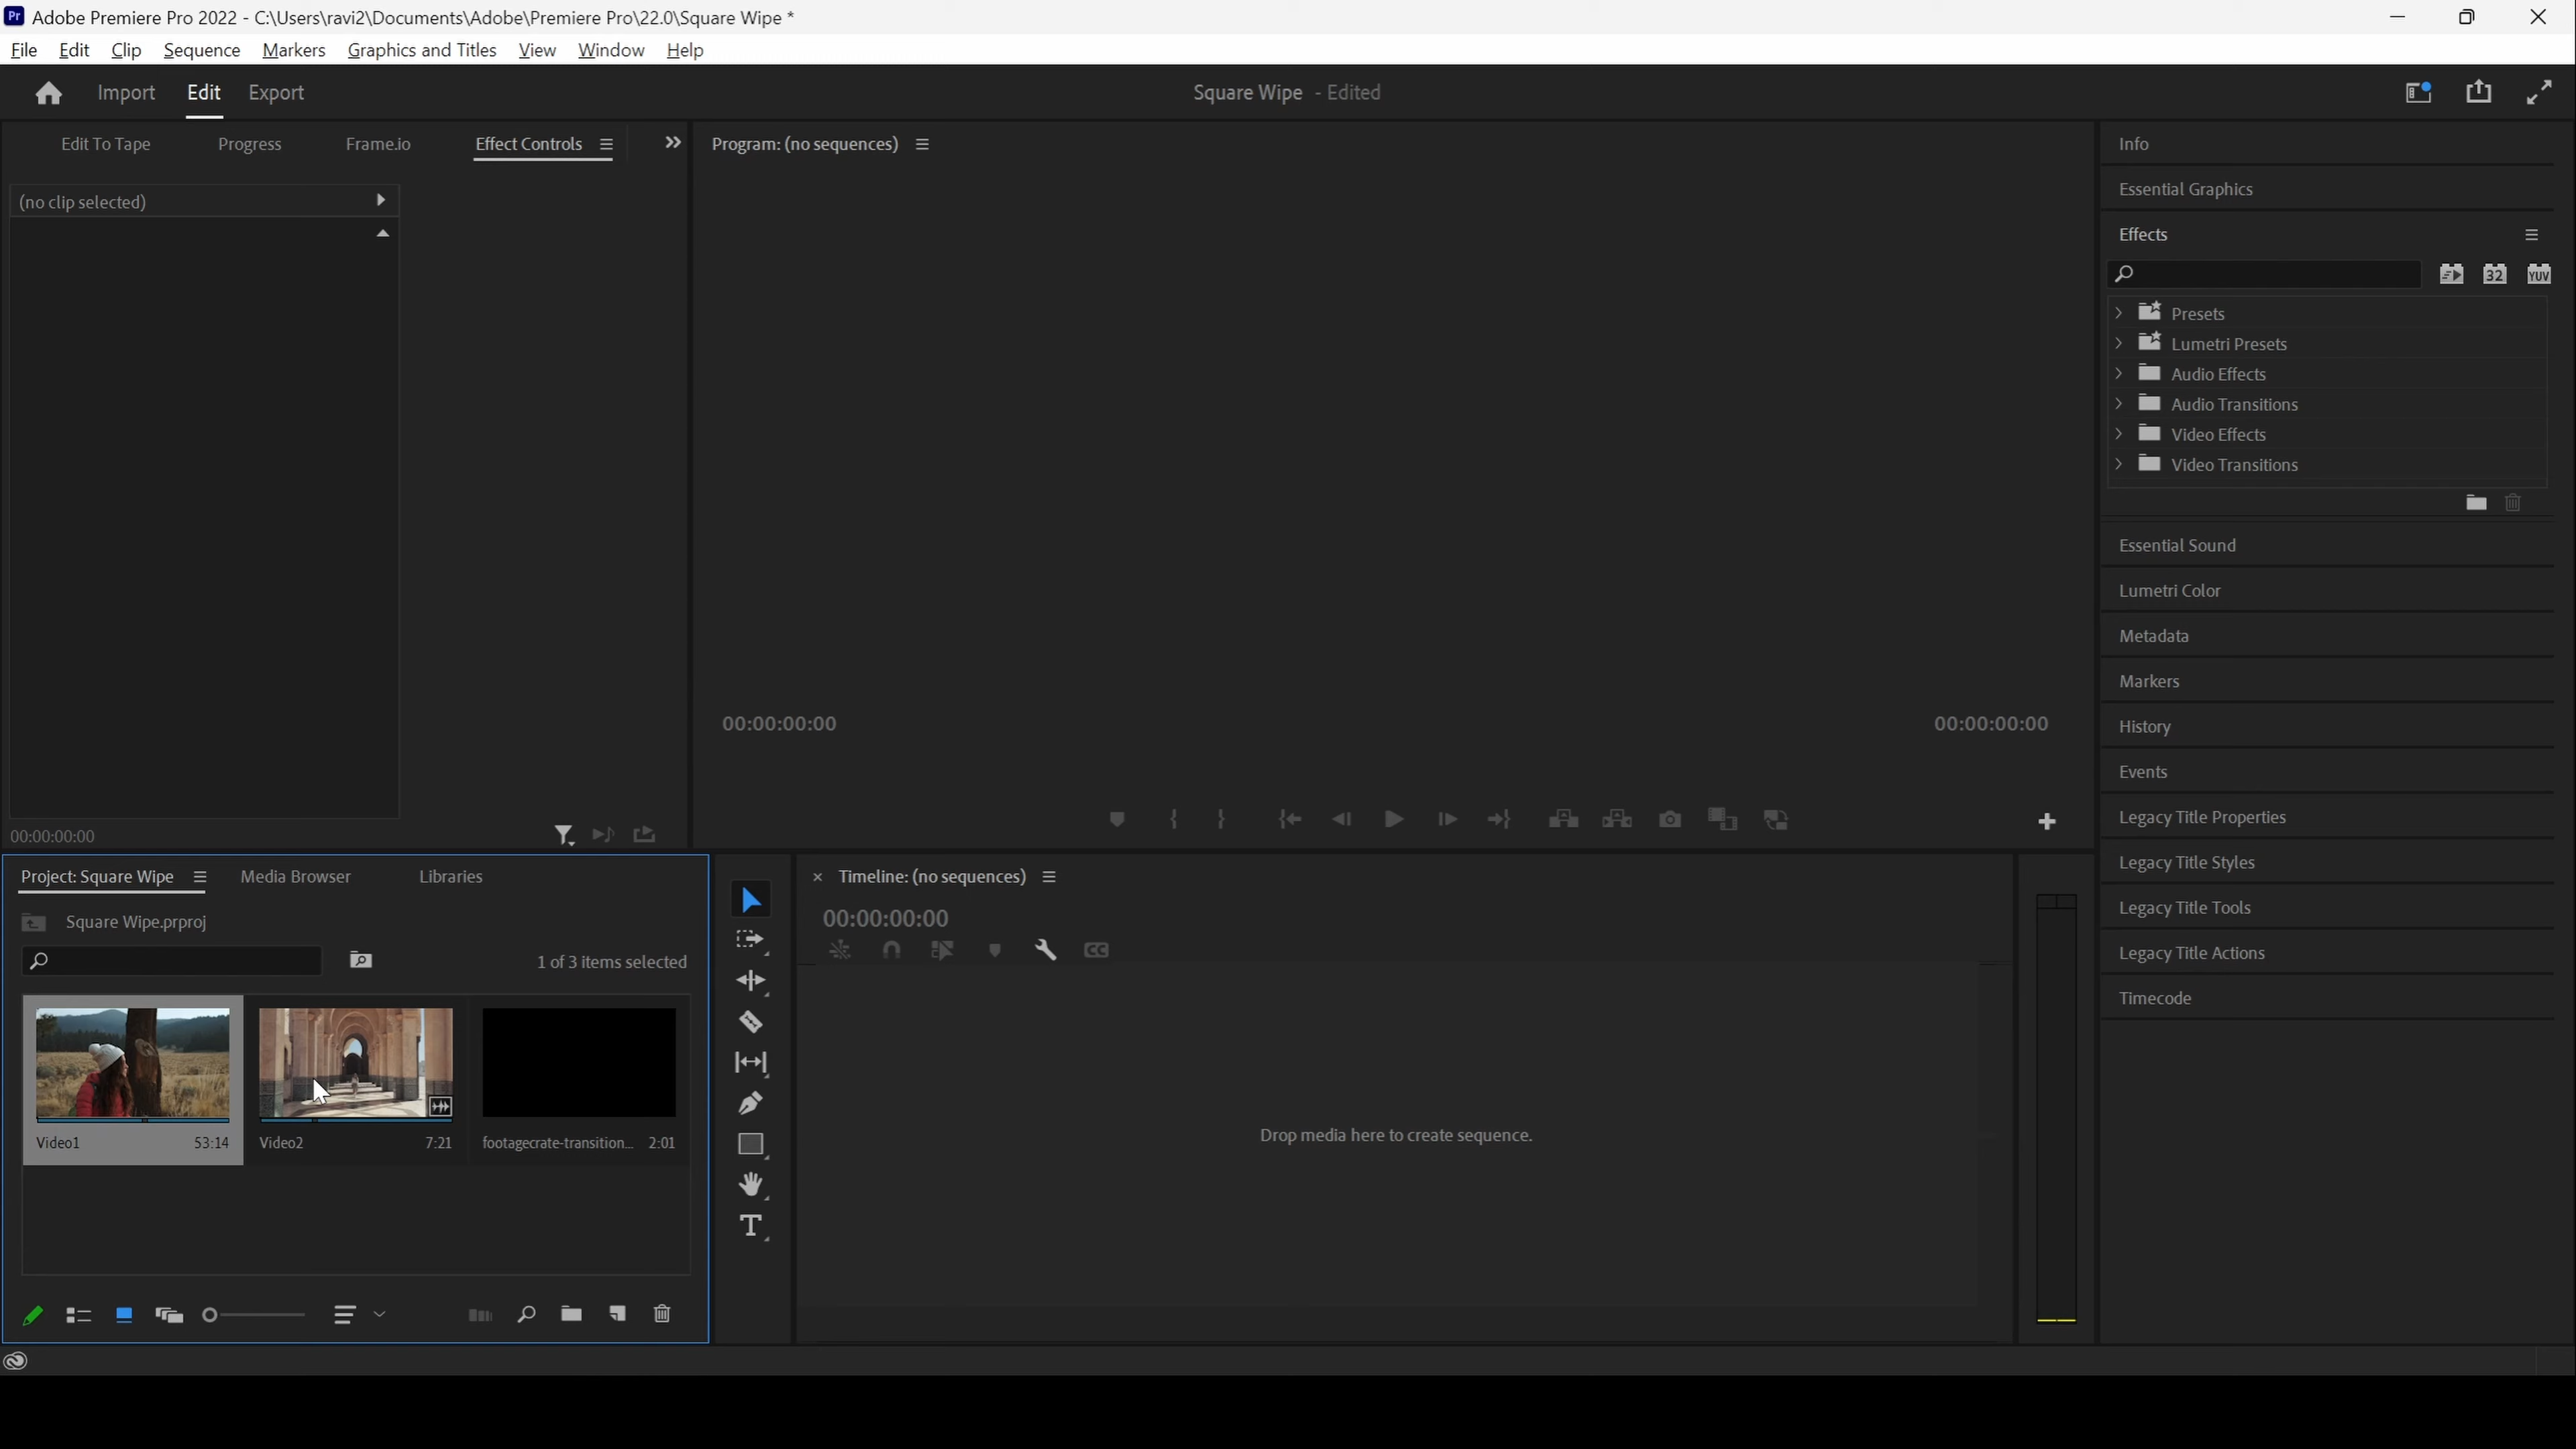 Pr Adobe Premiere Pro 2022 - C:\Users\ravi2\Documents\Adobe\Premiere Pro\22.0\Square Wipe *
File Edit Clip Sequence Markers Graphics and Titles View Window Help
Import Edit Export
Square Wipe - Edited
Edit To Tape Progress Frame.io Effect Controls
(no clip selected)
00:00:00:00
Program: (no sequences)
00:00:00:00
00:00:00:00
Info
Essential Graphics
Effects
32 YUV
Presets
Lumetri Presets
Audio Effects
Audio Transitions
Video Effects
Video Transitions
Essential Sound
Lumetri Color
Metadata
Markers
History
Events
Legacy Title Properties
Legacy Title Styles
Legacy Title Tools
Legacy Title Actions
Timecode
Project: Square Wipe Media Browser Libraries
Square Wipe.prproj
1 of 3 items selected
Video1 53:14
Video2 7:21
footagecrate-transition... 2:01
× Timeline: (no sequences)
00:00:00:00
CC
Drop media here to create sequence.